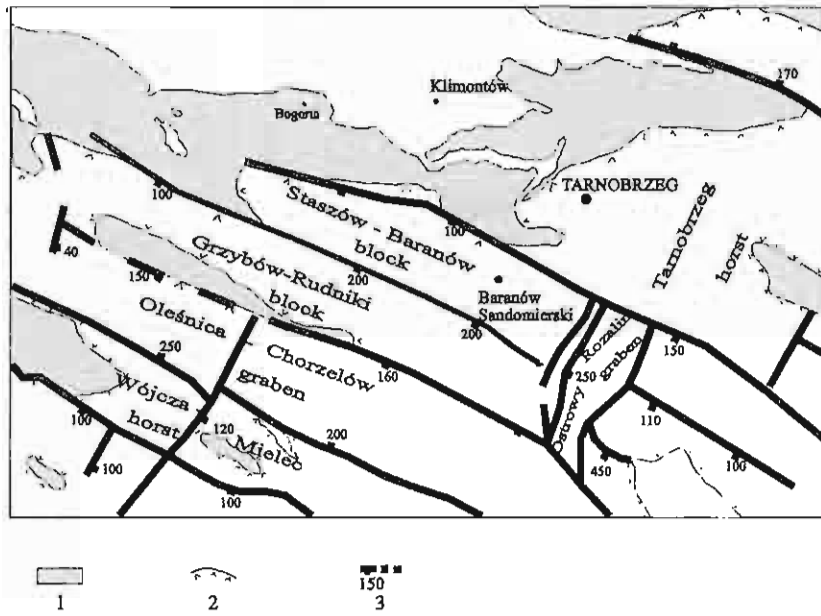 170
Klimontów
Bogoria
TARNOBRZEG
100
Staszów - Baranów
block
100
Tarnobrzeg
horst
40
150
Grzybów-Rudniki
block
200
Baranów
Sandomierski
200
Oleśnica
250
Chorzelów
graben
160
Ostrowy Rozalin
graben
250
150
Wójcza
horst
100
120
Mielec
200
110
100
450
100
100
1
2
150
3